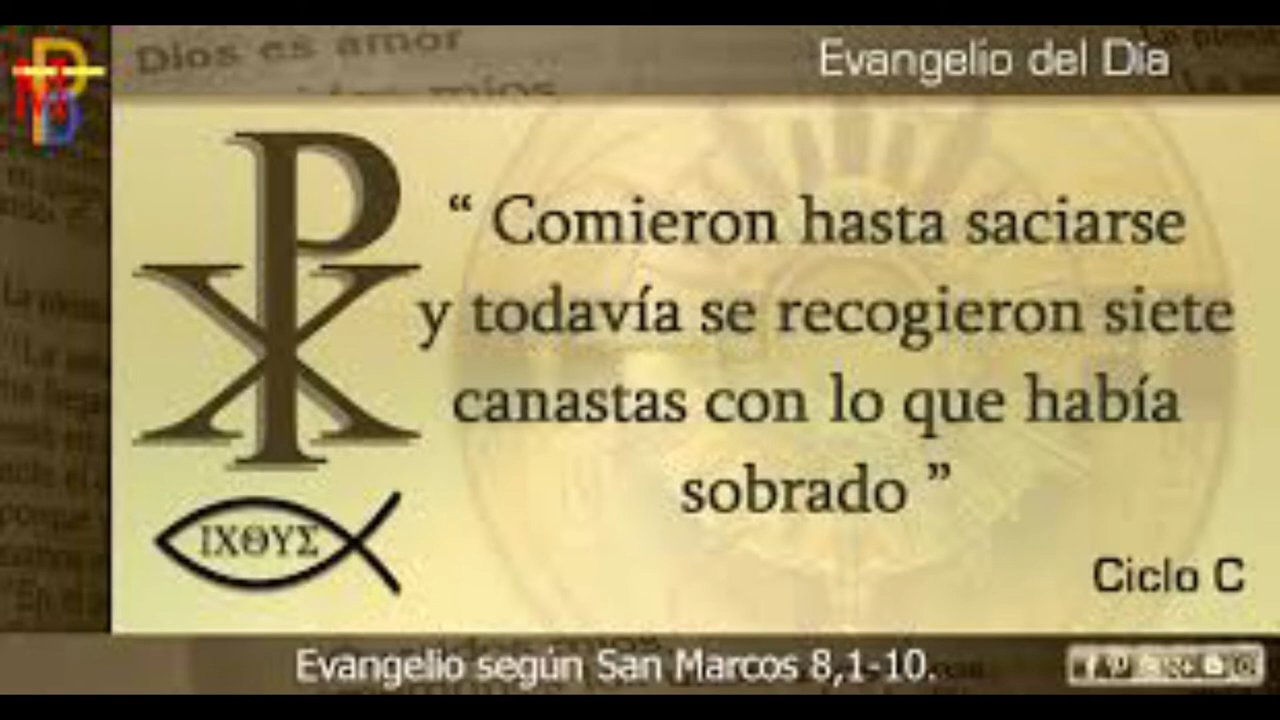 Dios es amor
Evangelio del Día
“ Comieron hasta saciarse
y todavía se recogieron siete
canastas con lo que había
sobrado ”
ΙΧΘΥΣ
Ciclo C
Evangelio según San Marcos 8,1-10.